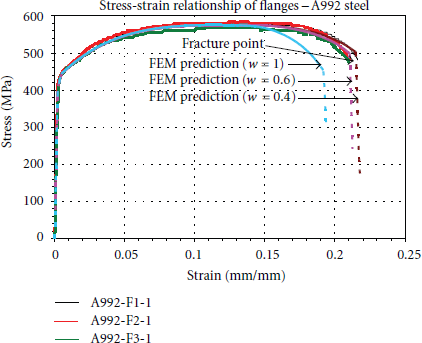 Stress-strain relationship of flanges – A992 steel
600
500
400
300
200
100
0
Stress (MPa)
Fracture point
FEM prediction (w = 1)
FEM prediction (w = 0.6)
FEM prediction (w = 0.4)
0 0.05 0.1 0.15 0.2 0.25
Strain (mm/mm)
A992-F1-1
A992-F2-1
A992-F3-1